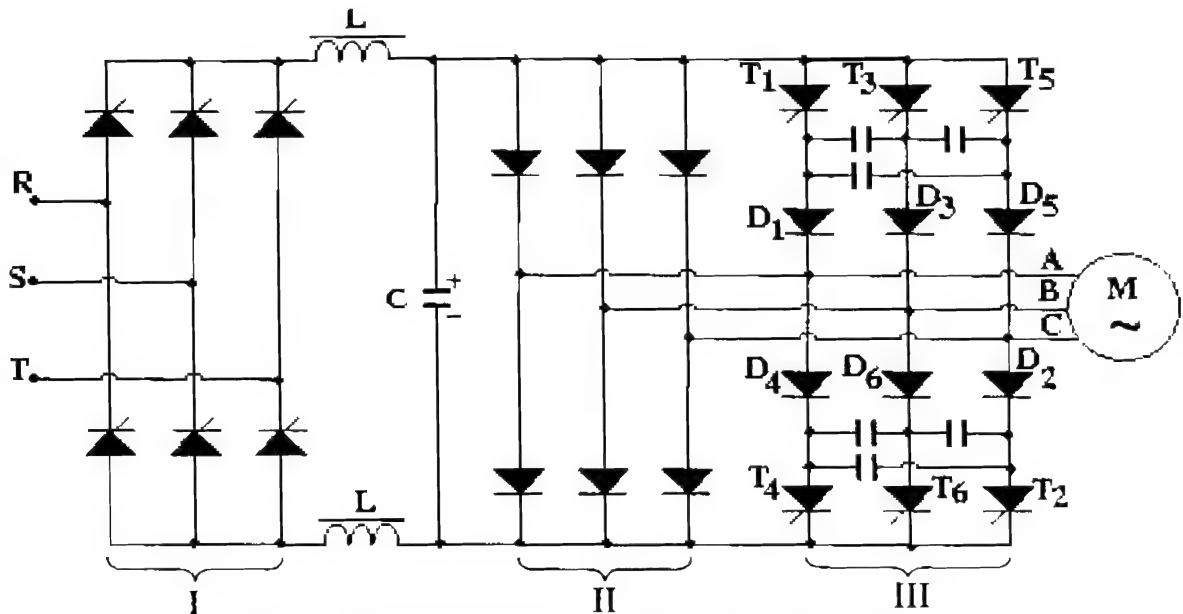 L
T1 T3 T5
R
D1 D3 D5
S
A
C + -
B
M
~
C
T
D4 D6 D2
L
T4 T6 T2
I II III